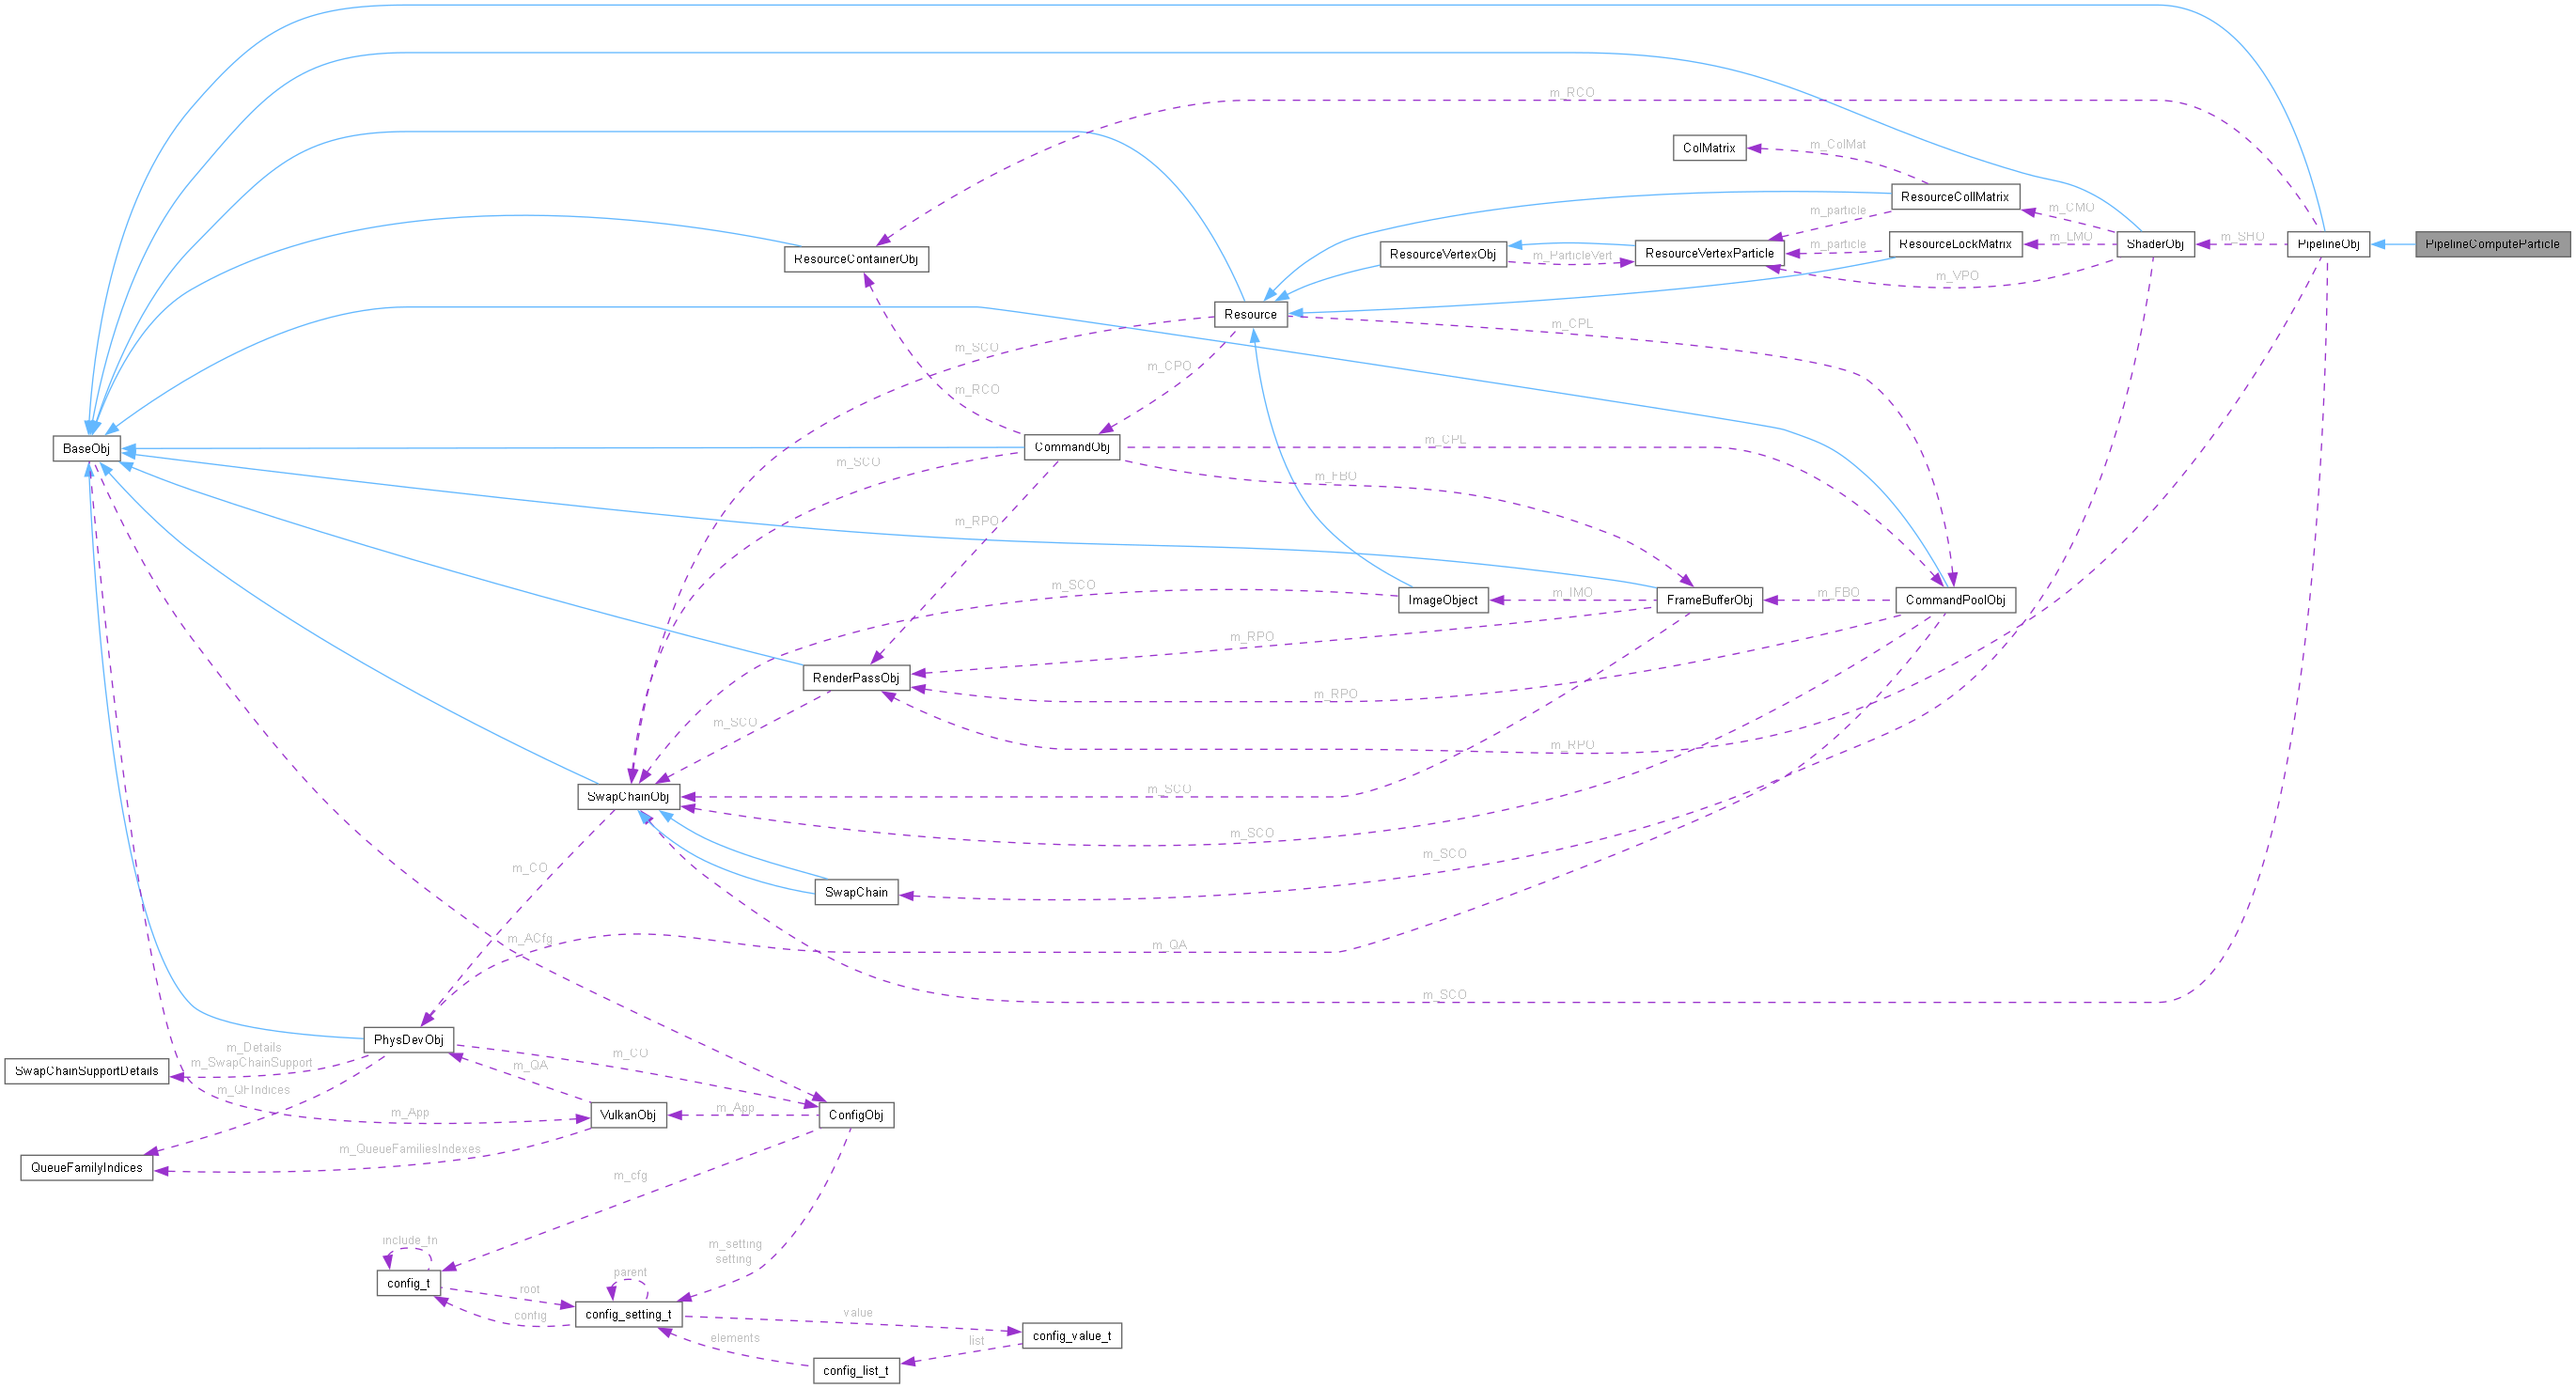 m_RCO
ColMatrix
m_ColMat
ResourceCollMatrix
m_particle
m_CMO
ResourceContainerObj
ResourceVertexObj
m_ParticleVert
ResourceVertexParticle
m_particle
ResourceLockMatrix
m_LMO
ShaderObj
m_SHO
PipelineObj
PipelineComputeParticle
m_VPO
Resource
m_CPL
m_SCO
m_CPO
m_RCO
BaseObj
CommandObj
m_CPL
m_SCO
m_FBO
m_RPO
m_SCO
ImageObject
m_IMO
FrameBufferObj
m_FBO
CommandPoolObj
m_RPO
RenderPassObj
m_RPO
m_SCO
m_RPO
SwapChainObj
m_SCO
m_SCO
m_CO
m_SCO
SwapChain
m_ACfg
m_QA
m_SCO
PhysDevObj
m_Details
m_SwapChainSupport
m_CO
SwapChainSupportDetails
m_QA
m_QFIndices
m_App
VulkanObj
m_App
ConfigObj
m_QueueFamiliesIndexes
QueueFamilyIndices
m_cfg
include_fn
m_setting
setting
config_t
root
parent
config
config_setting_t
value
elements
list
config_value_t
config_list_t